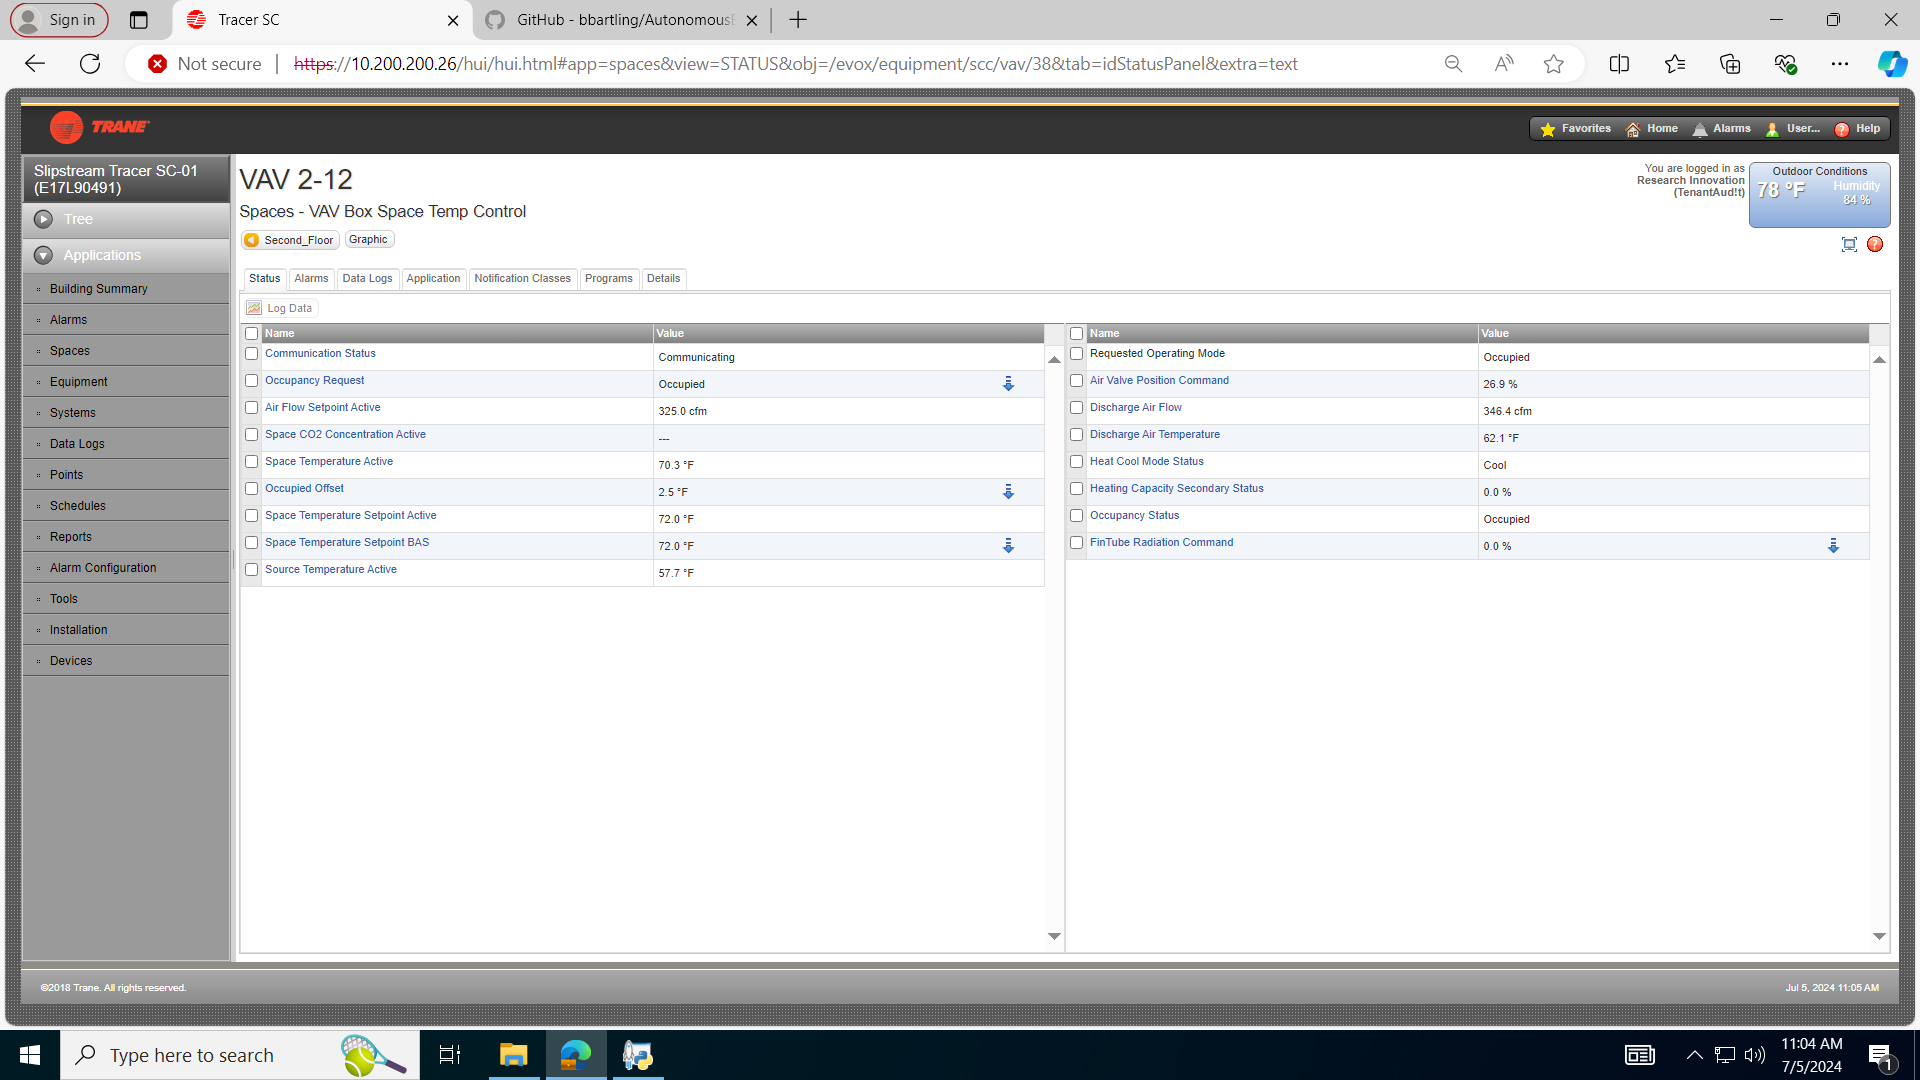 Sign in
Tracer SC
GitHub - bbartling/Autonomous
Not secure
https://10.200.200.26/hui/hui.html#app=spaces&view=STATUS&obj=/evox/equipment/scc/vav/38&tab=idStatusPanel&extra=text
TRANE
Favorites Home Alarms User... Help
Slipstream Tracer SC-01
(E17L90491)
Tree
Applications
Building Summary
Alarms
Spaces
Equipment
Systems
Data Logs
Points
Schedules
Reports
Alarm Configuration
Tools
Installation
Devices
VAV 2-12
Spaces - VAV Box Space Temp Control
Second_Floor Graphic
You are logged in as
Research Innovation
(TenantAud!t)
Outdoor Conditions
78 °F Humidity
84 %
Status Alarms Data Logs Application Notification Classes Programs Details
Log Data
Name Value
Communication Status Communicating
Occupancy Request Occupied
Air Flow Setpoint Active 325.0 cfm
Space CO2 Concentration Active ---
Space Temperature Active 70.3 °F
Occupied Offset 2.5 °F
Space Temperature Setpoint Active 72.0 °F
Space Temperature Setpoint BAS 72.0 °F
Source Temperature Active 57.7 °F
Name Value
Requested Operating Mode Occupied
Air Valve Position Command 26.9 %
Discharge Air Flow 346.4 cfm
Discharge Air Temperature 62.1 °F
Heat Cool Mode Status Cool
Heating Capacity Secondary Status 0.0 %
Occupancy Status Occupied
FinTube Radiation Command 0.0 %
©2018 Trane. All rights reserved.
Jul 5, 2024 11:05 AM
Type here to search
11:04 AM
7/5/2024
1